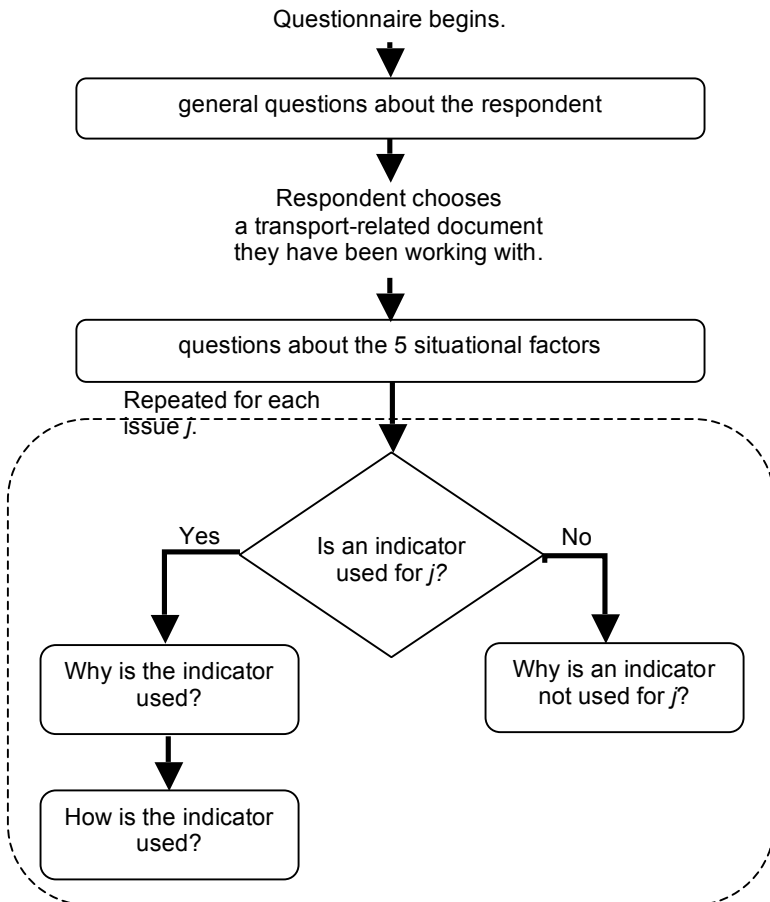 Questionnaire begins.
general questions about the respondent
Respondent chooses
a transport-related document
they have been working with.
questions about the 5 situational factors
Repeated for each
issue j.
Is an indicator
used for j?
Yes
No
Why is the indicator
used?
Why is an indicator
not used for j?
How is the indicator
used?